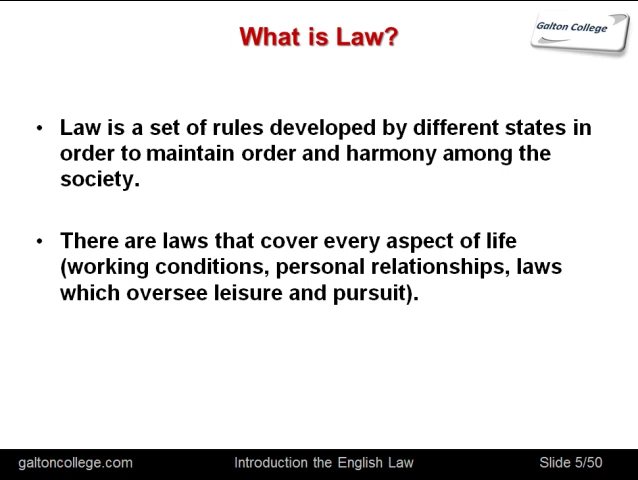 What is Law?
Galton College
• Law is a set of rules developed by different states in
order to maintain order and harmony among the
society.
• There are laws that cover every aspect of life
(working conditions, personal relationships, laws
which oversee leisure and pursuit).
galtoncollege.com Introduction the English Law Slide 5/50